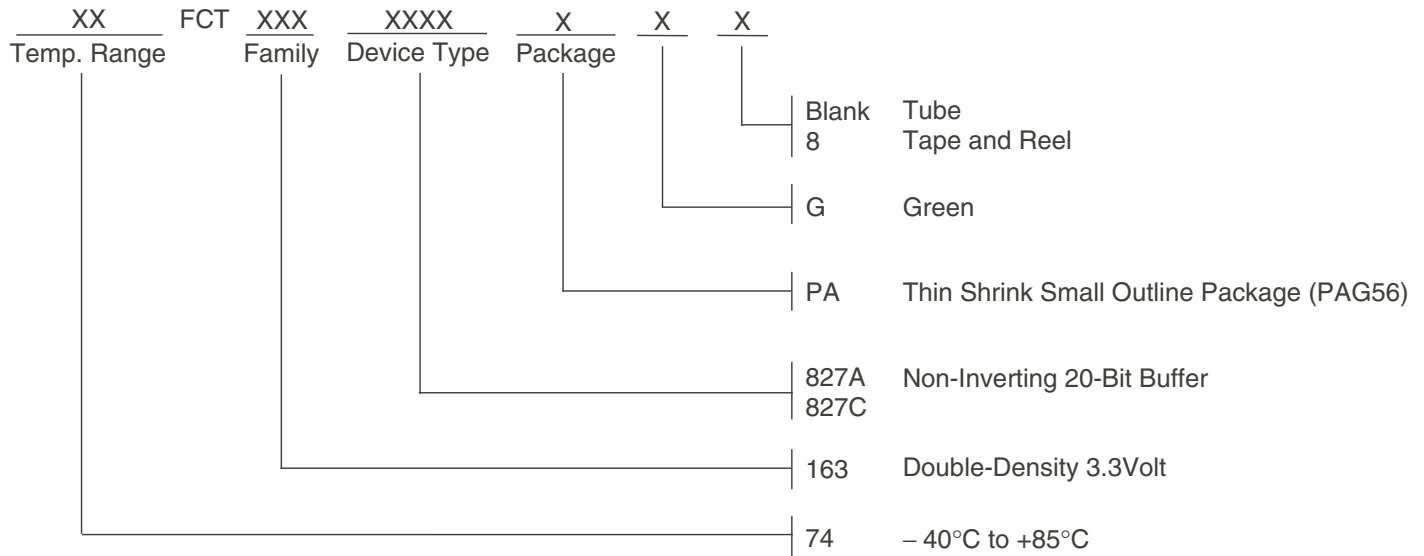 XX FCT XXX XXXX X X X
Temp. Range Family Device Type Package
Blank Tube
8 Tape and Reel
G Green
PA Thin Shrink Small Outline Package (PAG56)
827A Non-Inverting 20-Bit Buffer
827C
163 Double-Density 3.3Volt
74 – 40°C to +85°C